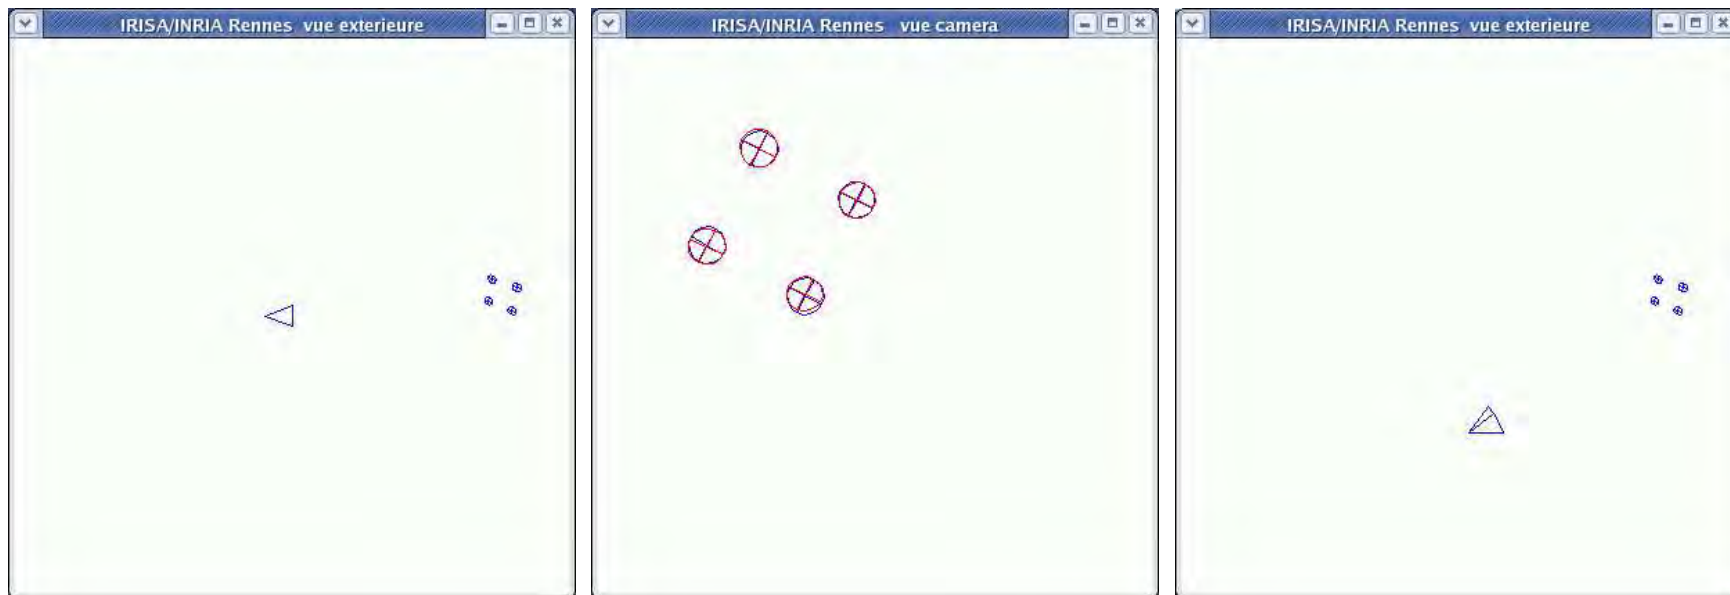 IRISA/INRIA Rennes vue exterieure
IRISA/INRIA Rennes vue camera
IRISA/INRIA Rennes vue exterieure